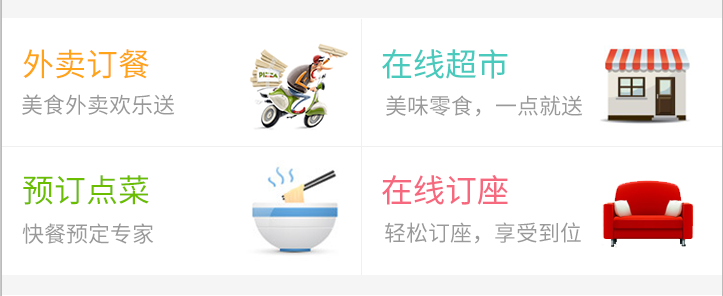 外卖订餐
美食外卖欢乐送
PIZZA
在线超市
美味零食，一点就送
预订点菜
快餐预定专家
在线订座
轻松订座，享受到位